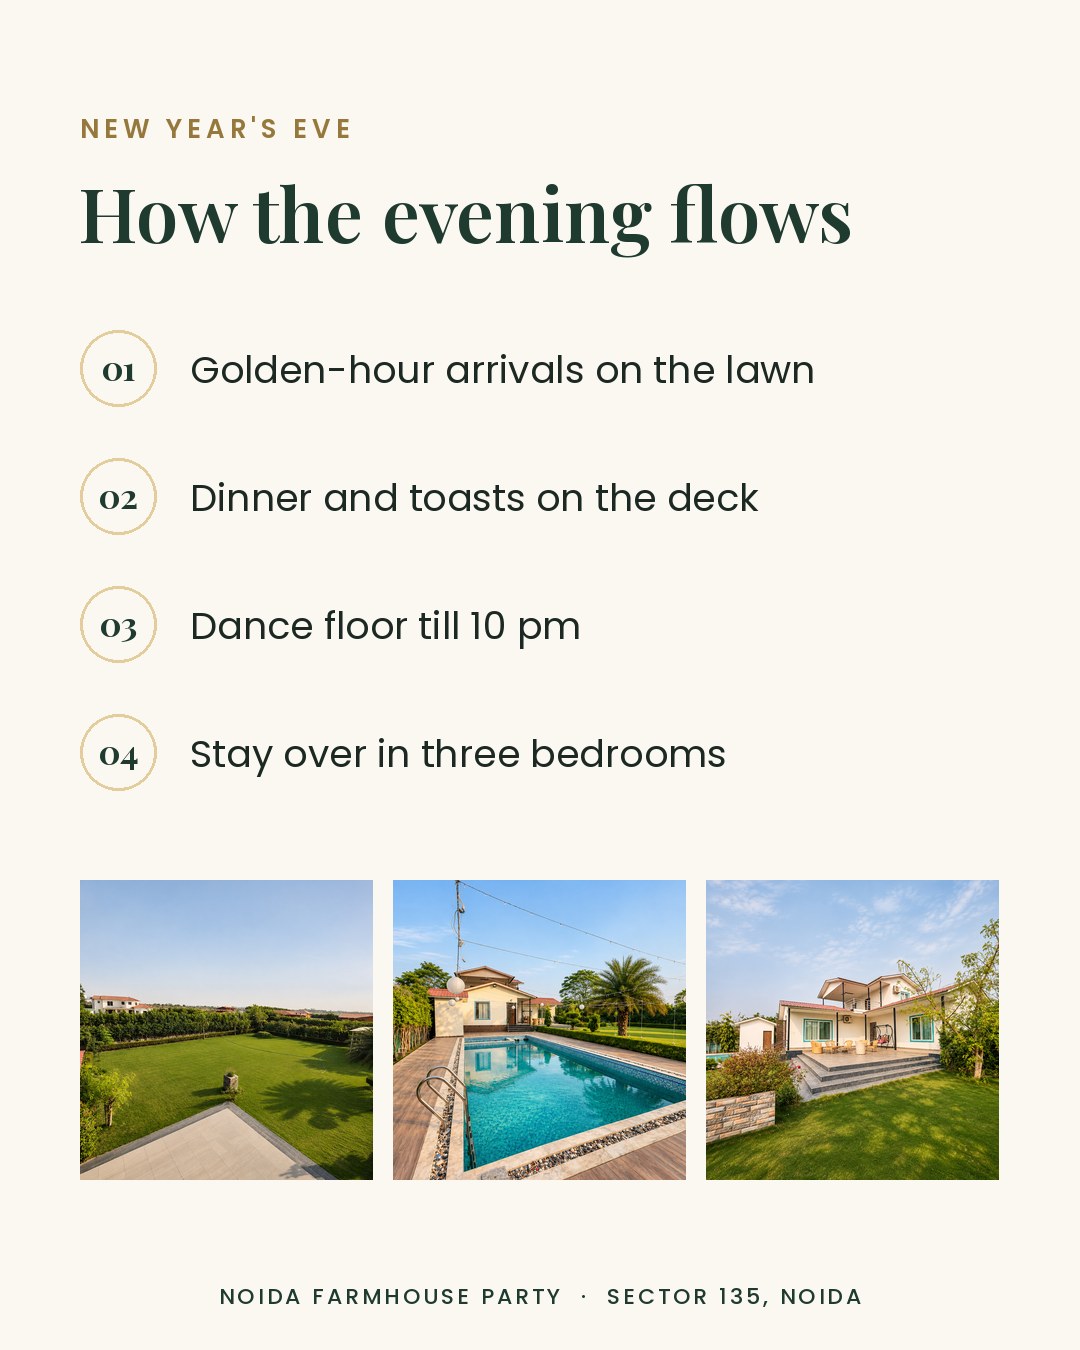 NEW YEAR'S EVE
How the evening flows
01 Golden-hour arrivals on the lawn
02 Dinner and toasts on the deck
03 Dance floor till 10 pm
04 Stay over in three bedrooms
NOIDA FARMHOUSE PARTY · SECTOR 135, NOIDA